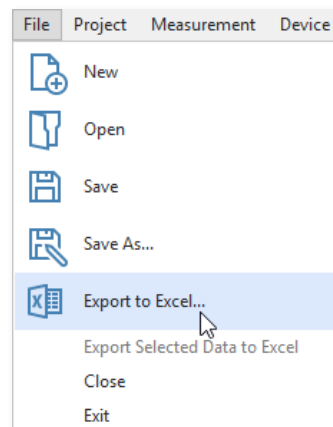 File Project Measurement Device
New
Open
Save
Save As...
Export to Excel...
Export Selected Data to Excel
Close
Exit